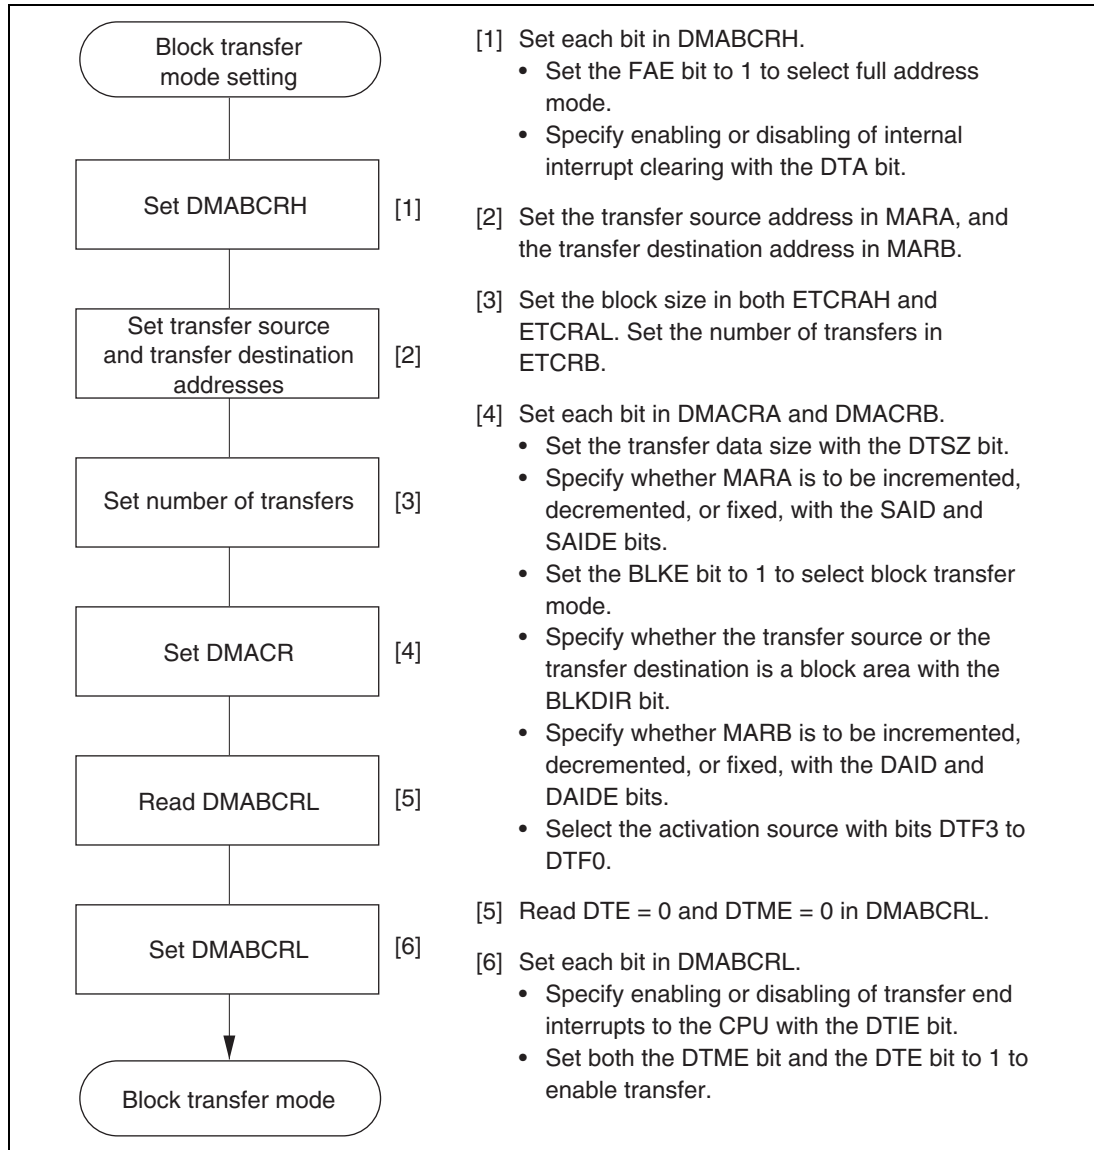 Block transfer
mode setting
Set DMABCRH
[1]
Set transfer source
and transfer destination
addresses
[2]
Set number of transfers
[3]
Set DMACR
[4]
Read DMABCRL
[5]
Set DMABCRL
[6]
Block transfer mode
[1] Set each bit in DMABCRH.
• Set the FAE bit to 1 to select full address
mode.
• Specify enabling or disabling of internal
interrupt clearing with the DTA bit.
[2] Set the transfer source address in MARA, and
the transfer destination address in MARB.
[3] Set the block size in both ETCRAH and
ETCRAL. Set the number of transfers in
ETCRB.
[4] Set each bit in DMACRA and DMACRB.
• Set the transfer data size with the DTSZ bit.
• Specify whether MARA is to be incremented,
decremented, or fixed, with the SAID and
SAIDE bits.
• Set the BLKE bit to 1 to select block transfer
mode.
• Specify whether the transfer source or the
transfer destination is a block area with the
BLKDIR bit.
• Specify whether MARB is to be incremented,
decremented, or fixed, with the DAID and
DAIDE bits.
• Select the activation source with bits DTF3 to
DTF0.
[5] Read DTE = 0 and DTME = 0 in DMABCRL.
[6] Set each bit in DMABCRL.
• Specify enabling or disabling of transfer end
interrupts to the CPU with the DTIE bit.
• Set both the DTME bit and the DTE bit to 1 to
enable transfer.